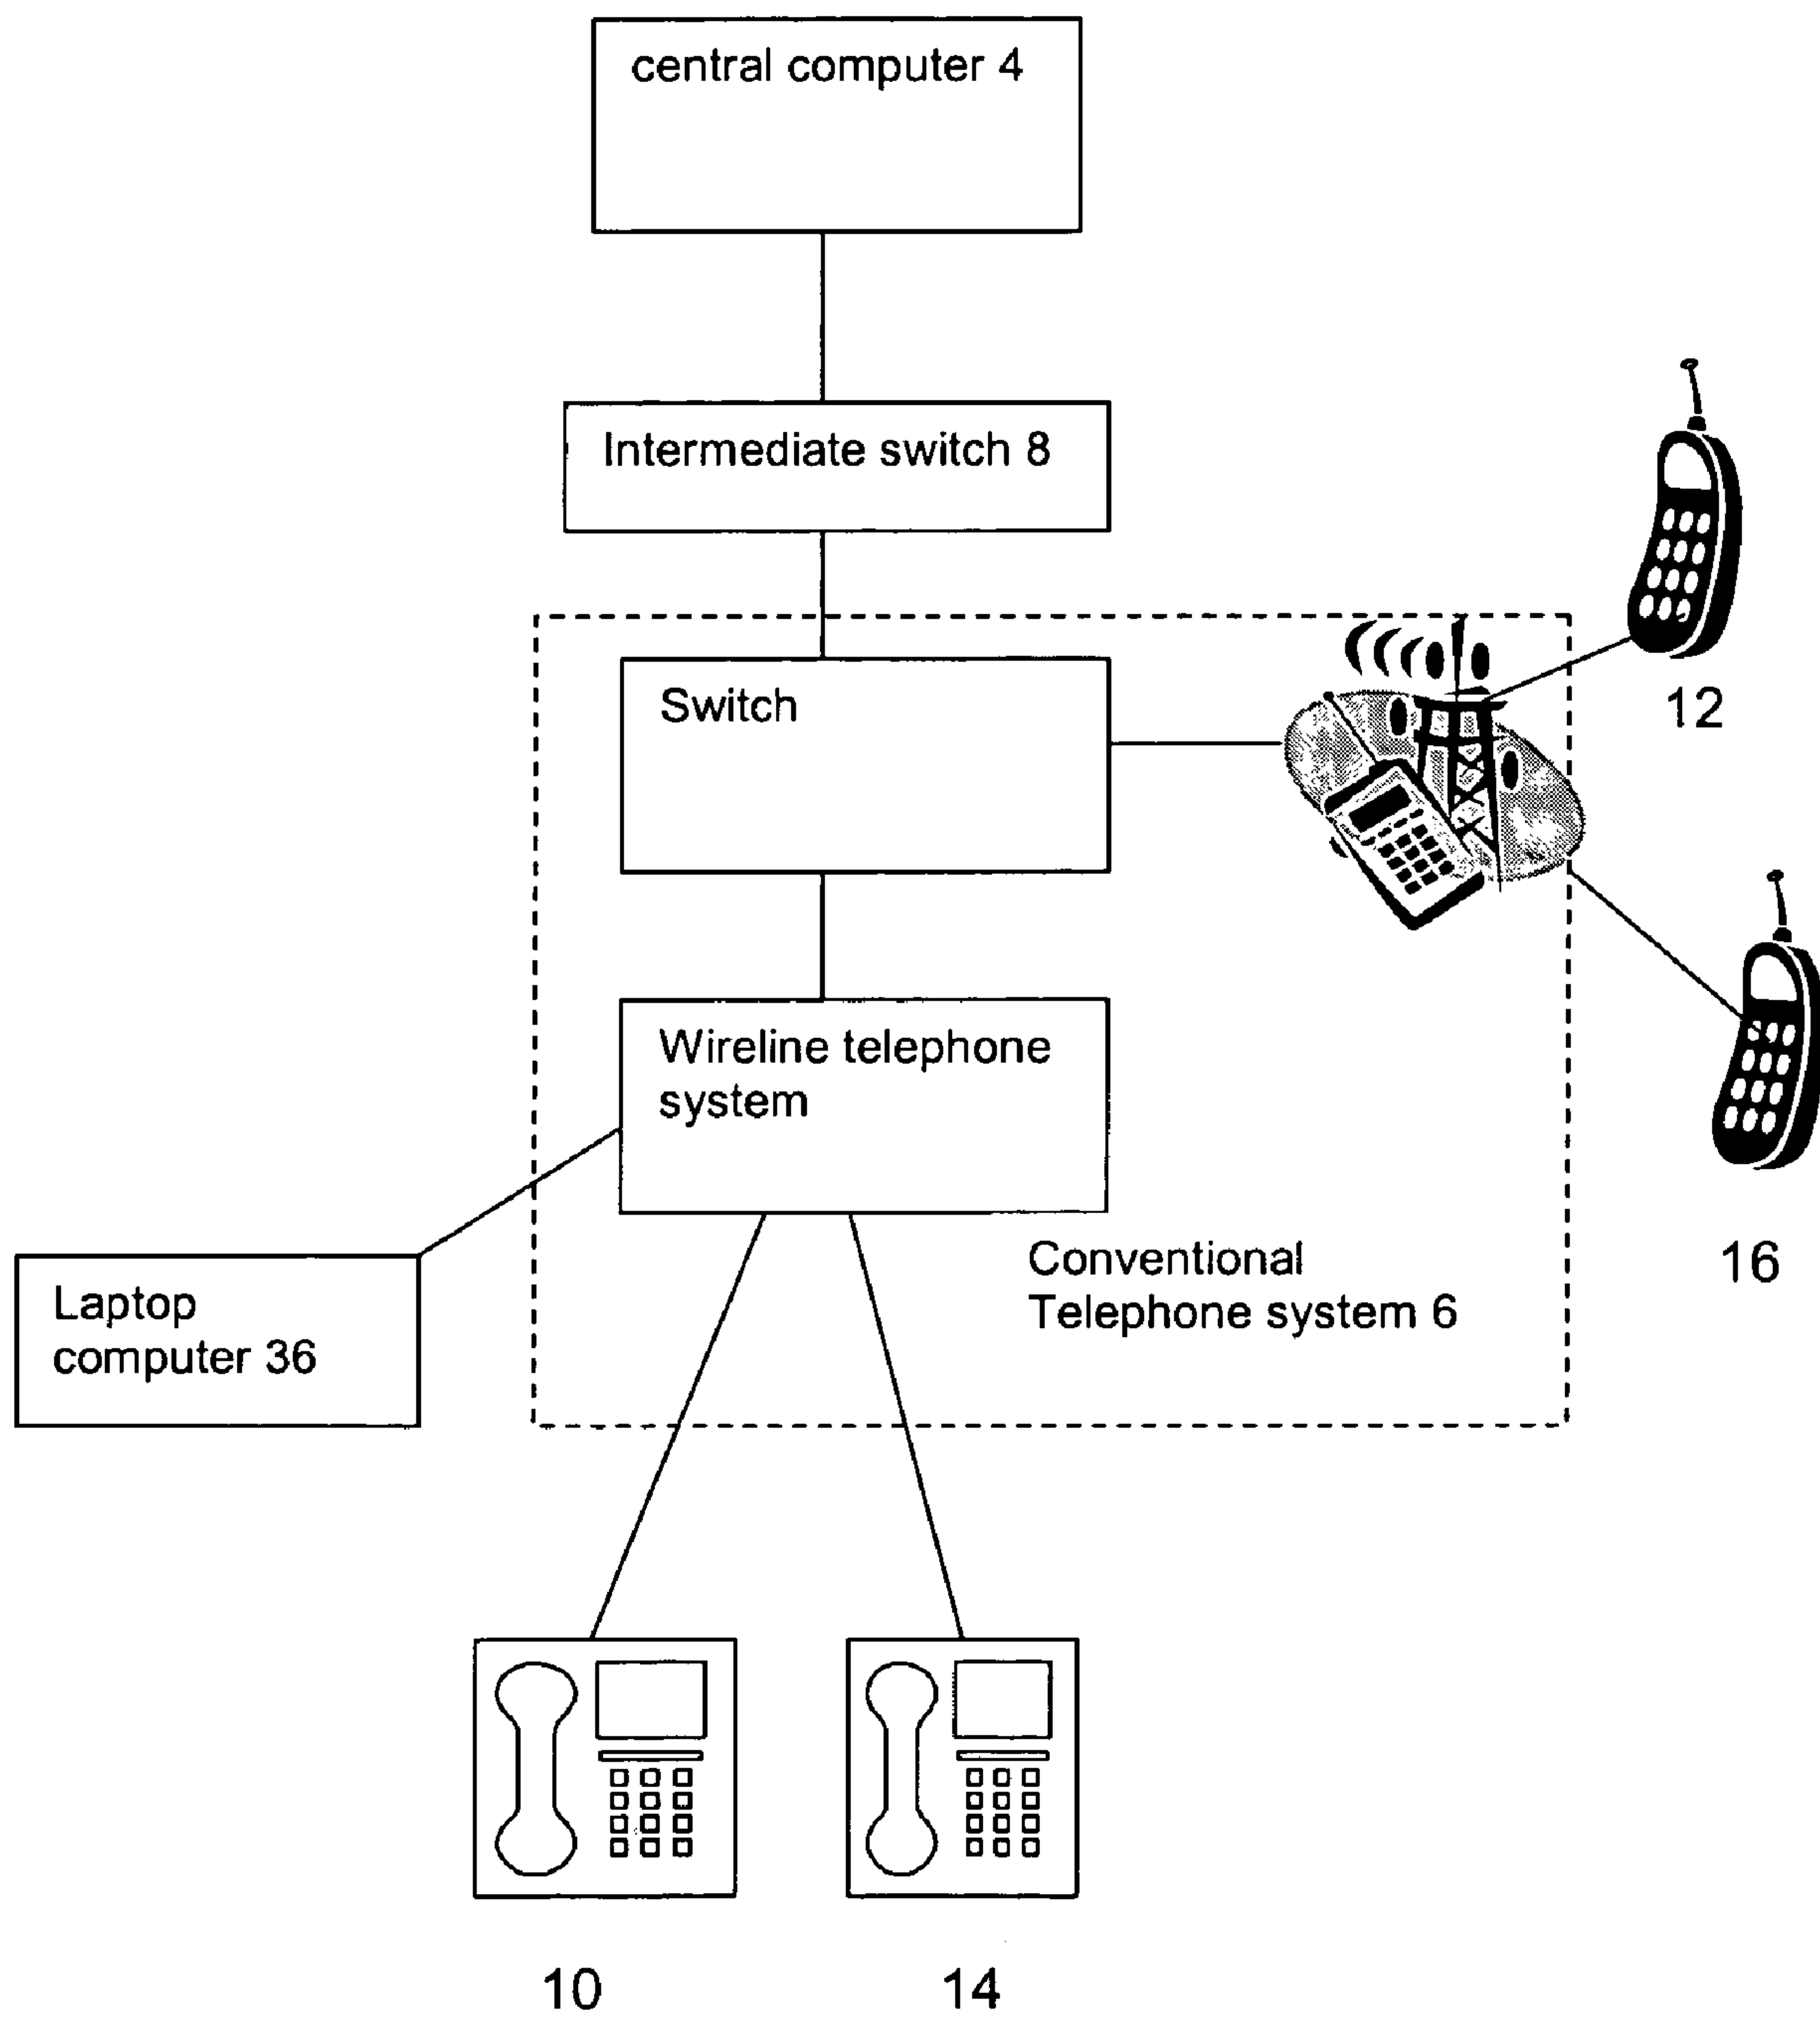 central computer 4
Intermediate switch 8
12
Switch
Wireline telephone
system
16
Conventional
Telephone system 6
Laptop
computer 36
10
14